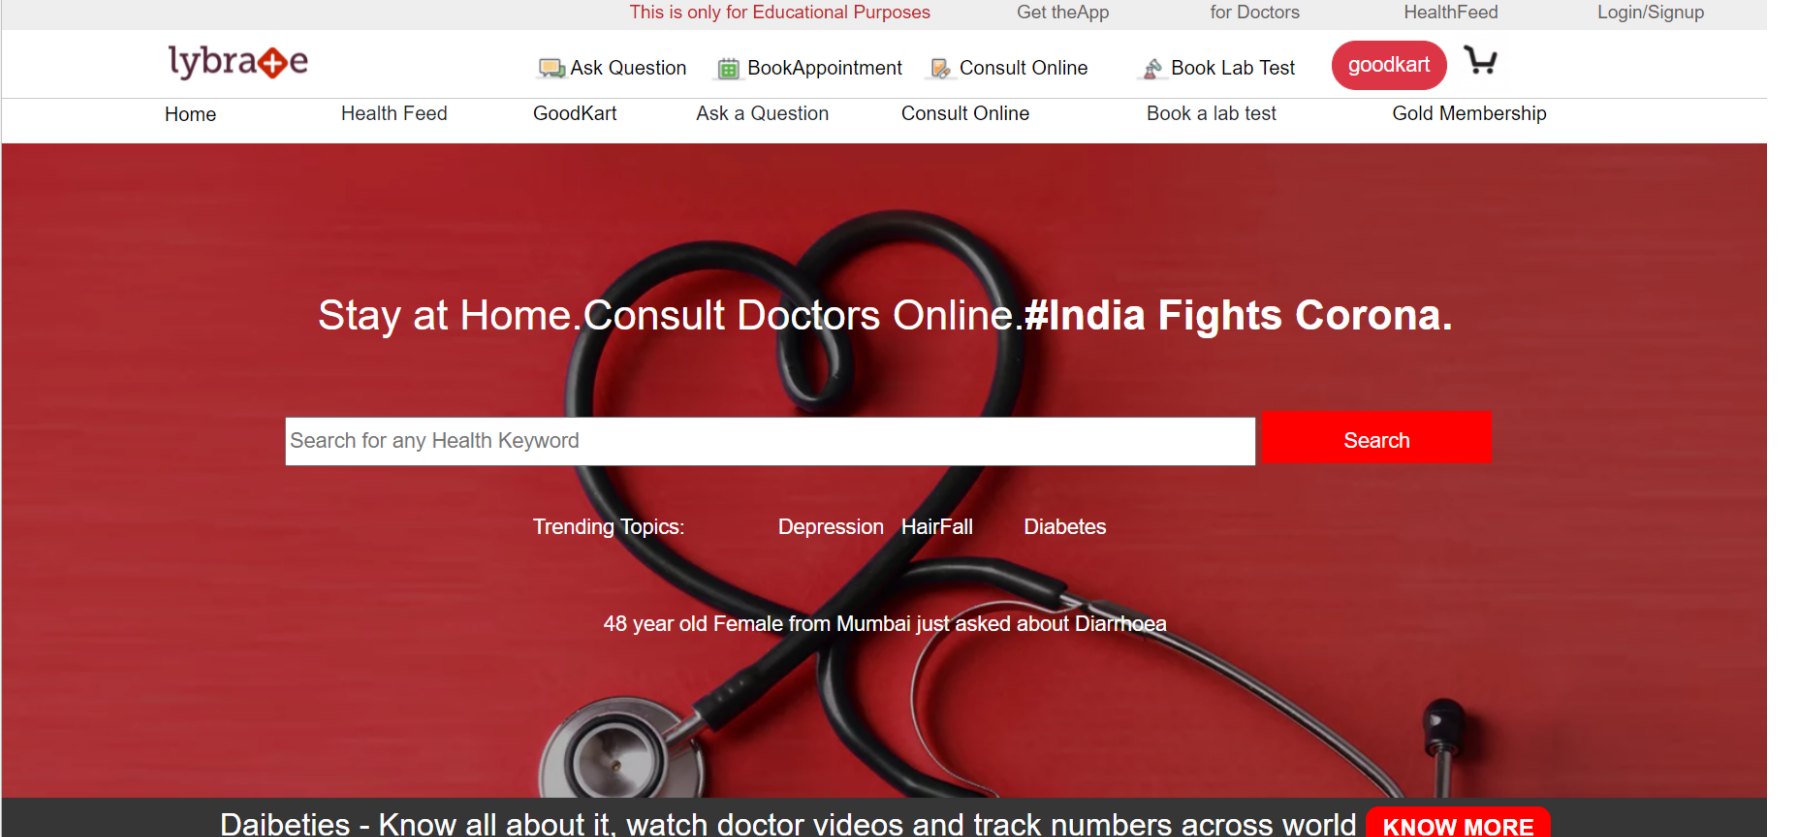 This is only for Educational Purposes Get theApp for Doctors HealthFeed Login/Signup
lybrate Ask Question BookAppointment Consult Online Book Lab Test goodkart
Home Health Feed GoodKart Ask a Question Consult Online Book a lab test Gold Membership
Stay at Home.Consult Doctors Online.#India Fights Corona.
Search for any Health Keyword Search
Trending Topics: Depression HairFall Diabetes
48 year old Female from Mumbai just asked about Diarrhoea
Daibeties - Know all about it, watch doctor videos and track numbers across world KNOW MORE